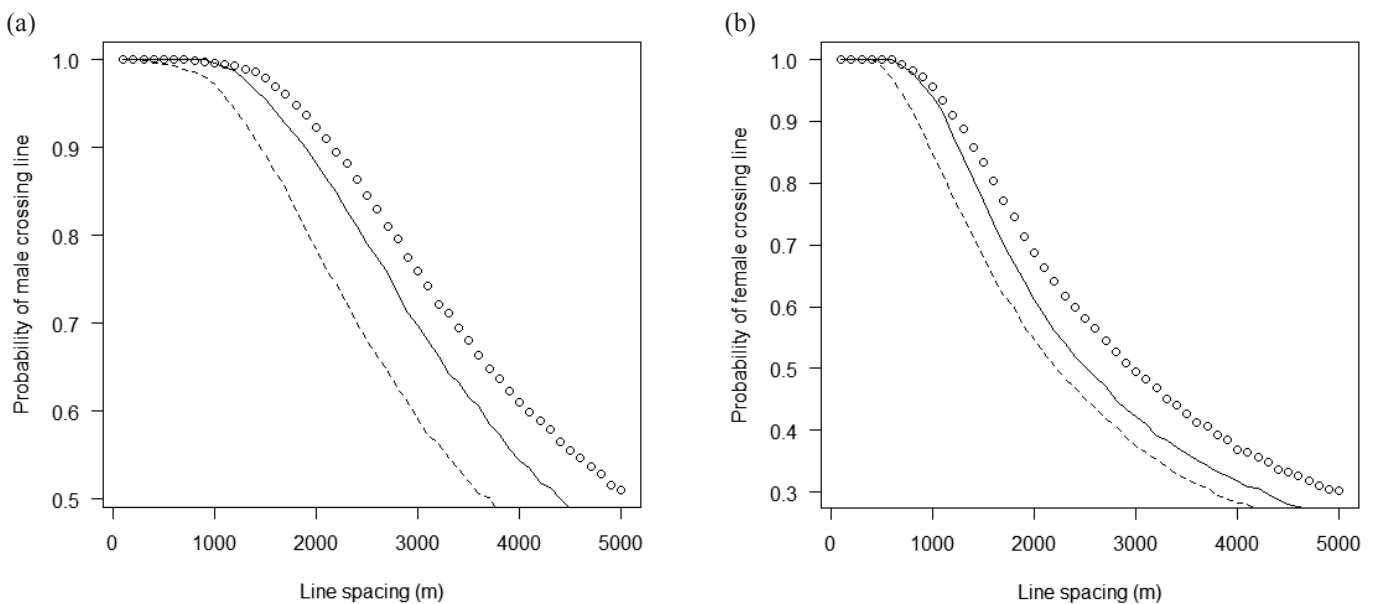 (a)
Probability of male crossing line
1.0
0.9
0.8
0.7
0.6
0.5
0 1000 2000 3000 4000 5000
Line spacing (m)
(b)
Probability of female crossing line
1.0
0.9
0.8
0.7
0.6
0.5
0.4
0.3
0 1000 2000 3000 4000 5000
Line spacing (m)